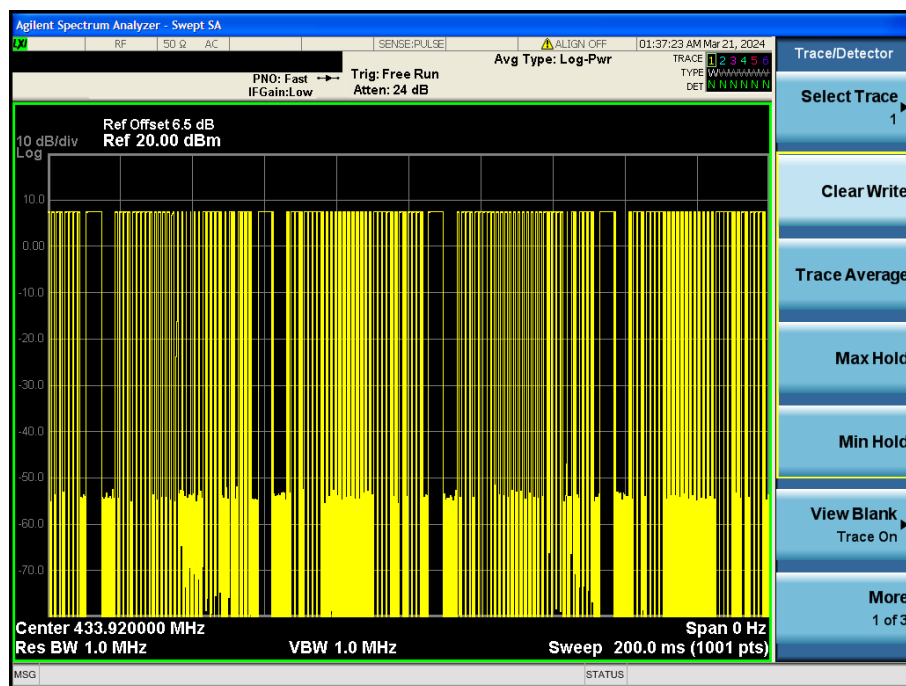 Agilent Spectrum Analyzer - Swept SA
LXI RF 50 Ω AC SENSE:PULSE ALIGN OFF 01:37:23 AM Mar 21, 2024
Avg Type: Log-Pwr
TRACE 1 2 3 4 5 6
TYPE W
DET N N N N N N
PNO: Fast
IFGain:Low
Trig: Free Run
Atten: 24 dB
Ref Offset 6.5 dB
Ref 20.00 dBm
10 dB/div
Log
10.0
0.00
-10.0
-20.0
-30.0
-40.0
-50.0
-60.0
-70.0
Center 433.920000 MHz
Span 0 Hz
Res BW 1.0 MHz
VBW 1.0 MHz
Sweep 200.0 ms (1001 pts)
MSG
STATUS
Trace/Detector
Select Trace
1
Clear Write
Trace Average
Max Hold
Min Hold
View Blank
Trace On
More
1 of 3